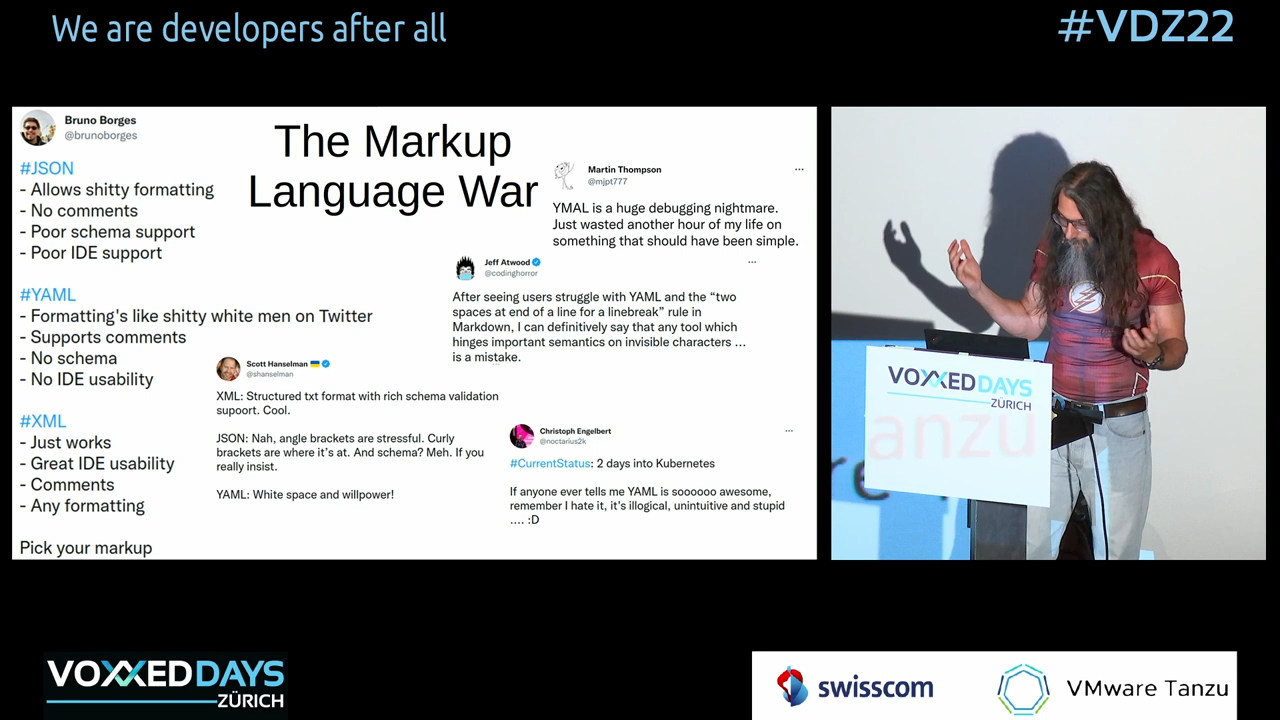 We are developers after all
#VDZ22
Bruno Borges
@brunoborges
#JSON
- Allows shitty formatting
- No comments
- Poor schema support
- Poor IDE support
#YAML
- Formatting's like shitty white men on Twitter
- Supports comments
- No schema
- No IDE usability
#XML
- Just works
- Great IDE usability
- Comments
- Any formatting
Pick your markup
The Markup
Language War
Martin Thompson
@mjpt777
YMAL is a huge debugging nightmare.
Just wasted another hour of my life on
something that should have been simple.
Jeff Atwood
@codinghorror
After seeing users struggle with YAML and the “two
spaces at end of a line for a linebreak” rule in
Markdown, I can definitively say that any tool which
hinges important semantics on invisible characters ...
is a mistake.
Scott Hanselman
@shanselman
XML: Structured txt format with rich schema validation
supoort. Cool.
JSON: Nah, angle brackets are stressful. Curly
brackets are where it's at. And schema? Meh. If you
really insist.
YAML: White space and willpower!
Christoph Engelbert
@noctarius2k
#CurrentStatus: 2 days into Kubernetes
If anyone ever tells me YAML is soooooo awesome,
remember I hate it, it's illogical, unintuitive and stupid
.... :D
VOXXED DAYS
ZÜRICH
anzu
VOXXED DAYS
ZÜRICH
swisscom
VMware Tanzu